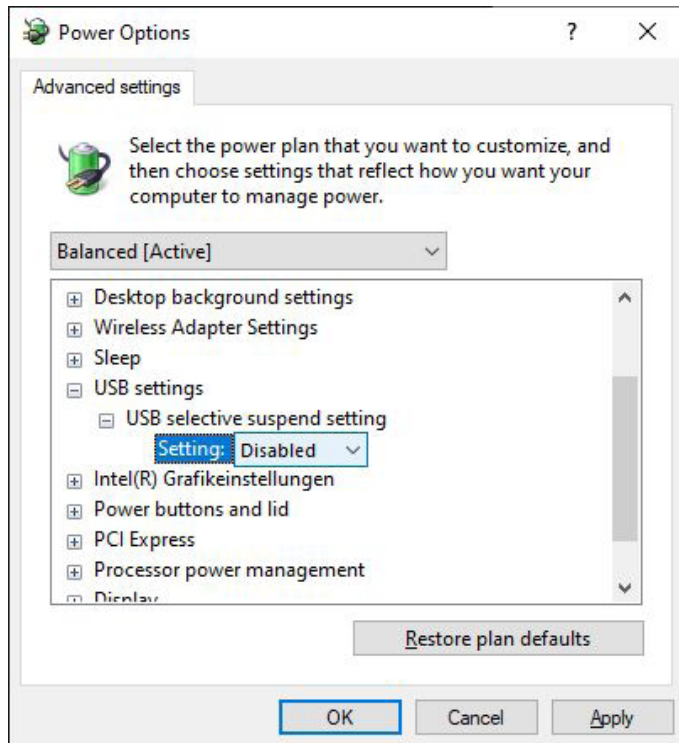 Power Options
?
Advanced settings
Select the power plan that you want to customize, and
then choose settings that reflect how you want your
computer to manage power.
Balanced [Active]
Desktop background settings
Wireless Adapter Settings
Sleep
USB settings
USB selective suspend setting
Setting: Disabled
Intel(R) Grafikeinstellungen
Power buttons and lid
PCI Express
Processor power management
Display
Restore plan defaults
OK Cancel Apply